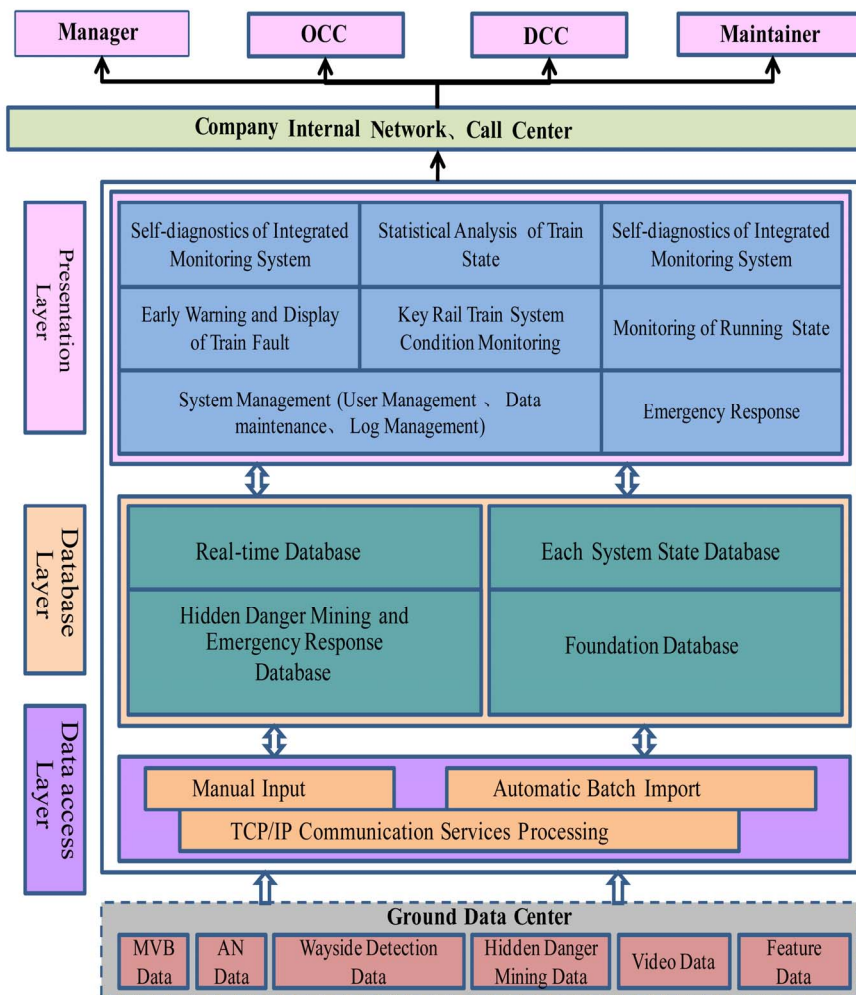 Manager
OCC
DCC
Maintainer
Company Internal Network、Call Center
Presentation
Layer
Self-diagnostics of Integrated
Monitoring System
Statistical Analysis of Train
State
Self-diagnostics of Integrated
Monitoring System
Early Warning and Display
of Train Fault
Key Rail Train System
Condition Monitoring
Monitoring of Running State
System Management (User Management 、 Data
maintenance、 Log Management)
Emergency Response
Database
Layer
Real-time Database
Each System State Database
Hidden Danger Mining and
Emergency Response
Database
Foundation Database
Data access
Layer
Manual Input
Automatic Batch Import
TCP/IP Communication Services Processing
Ground Data Center
MVB
Data
AN
Data
Wayside Detection
Data
Hidden Danger
Mining Data
Video Data
Feature
Data